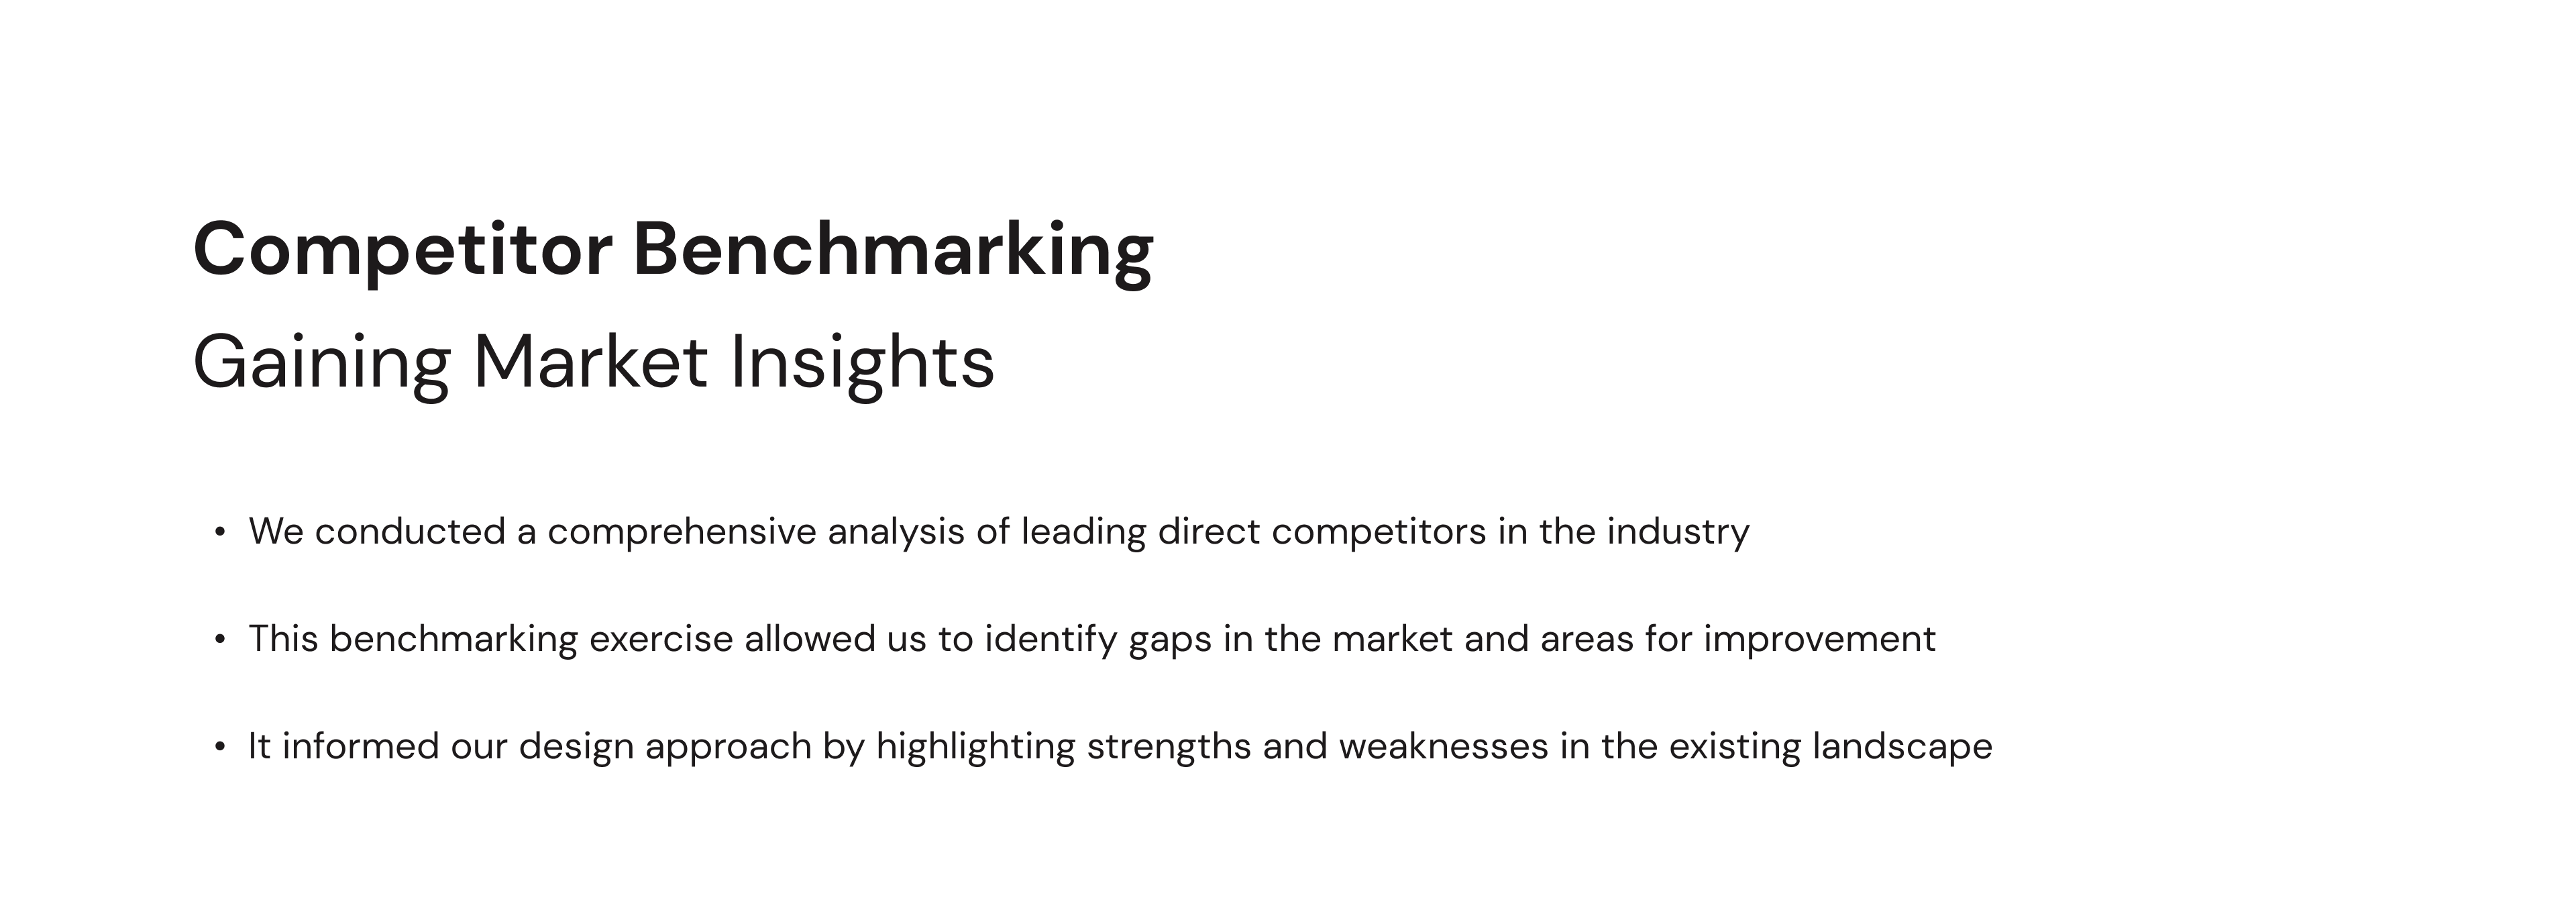 Competitor Benchmarking
Gaining Market Insights
• We conducted a comprehensive analysis of leading direct competitors in the industry
• This benchmarking exercise allowed us to identify gaps in the market and areas for improvement
• It informed our design approach by highlighting strengths and weaknesses in the existing landscape